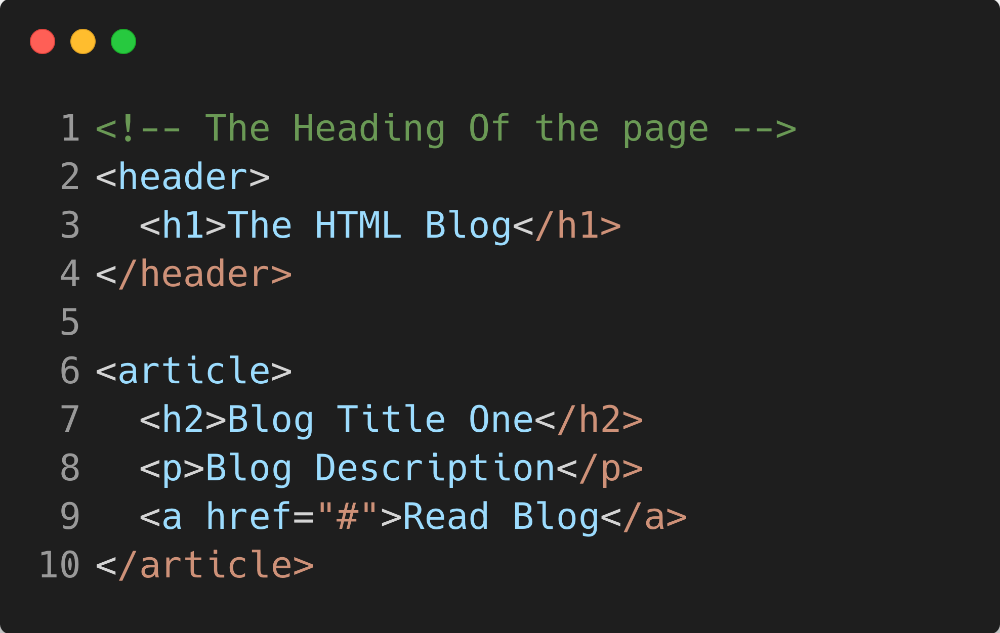 1 <!-- The Heading Of the page -->
2 <header>
3   <h1>The HTML Blog</h1>
4 </header>
5
6 <article>
7   <h2>Blog Title One</h2>
8   <p>Blog Description</p>
9   <a href="#">Read Blog</a>
10 </article>